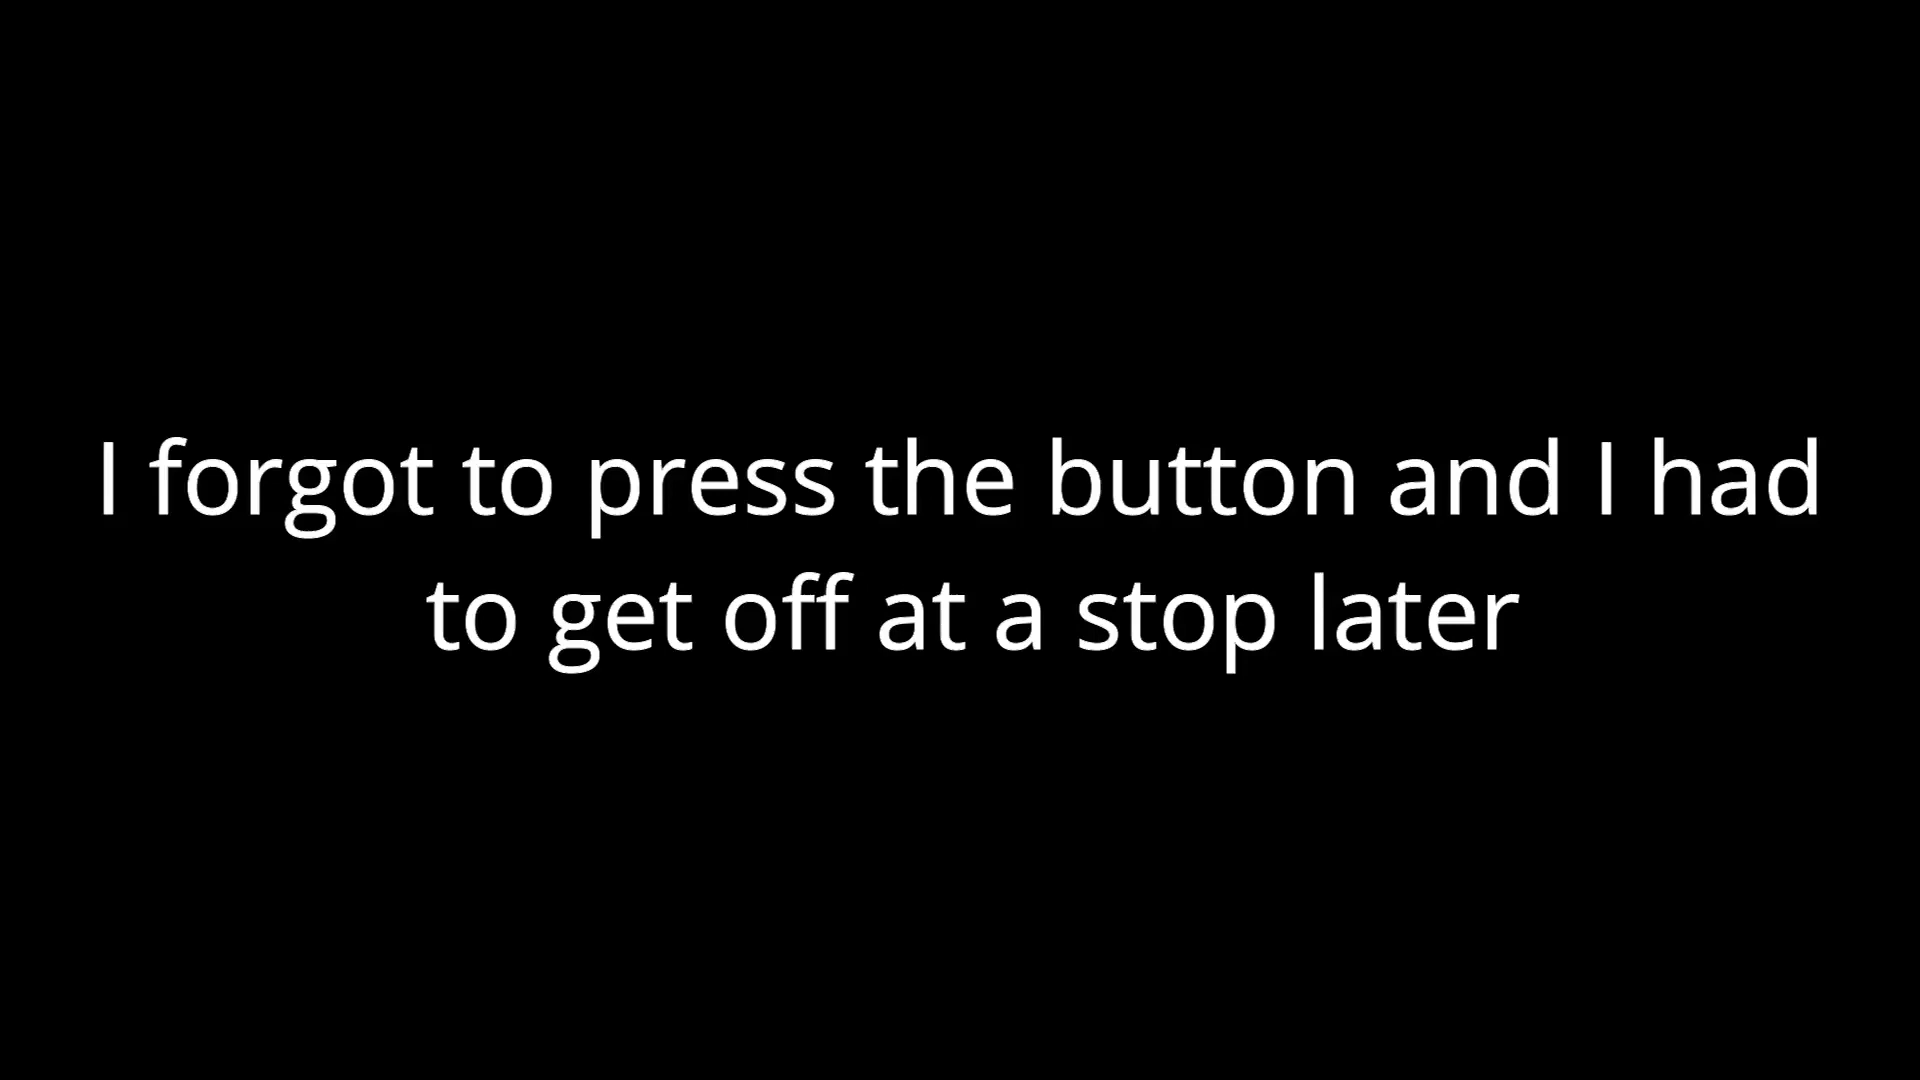 I forgot to press the button and I had
to get off at a stop later